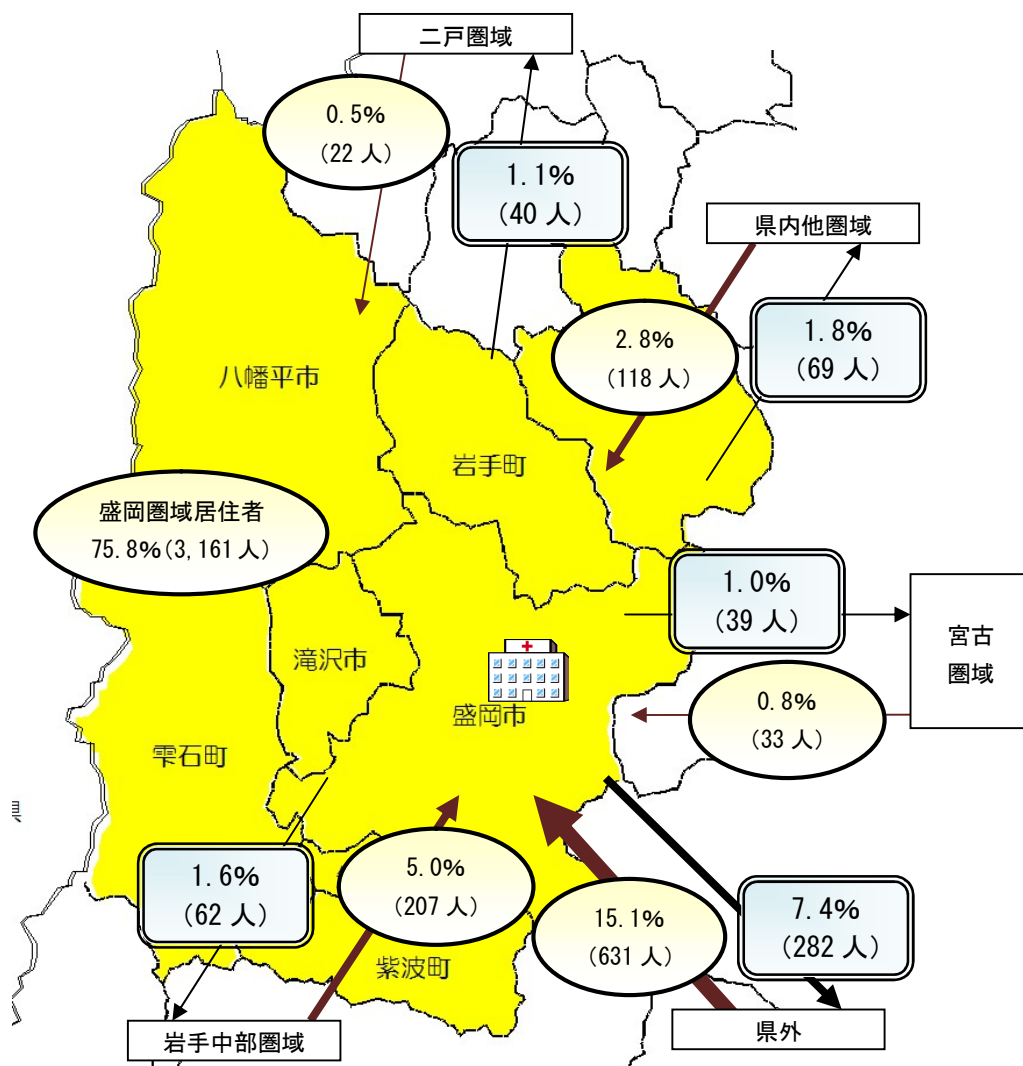 二戸圏域
0.5%
(22 人)
1.1%
(40 人)
県内他圏域
2.8%
(118 人)
1.8%
(69 人)
八幡平市
岩手町
盛岡圏域居住者
75.8%(3,161 人)
1.0%
(39 人)
宮古
圏域
滝沢市
盛岡市
0.8%
(33 人)
雫石町
県
1.6%
(62 人)
5.0%
(207 人)
15.1%
(631 人)
7.4%
(282 人)
紫波町
岩手中部圏域
県外